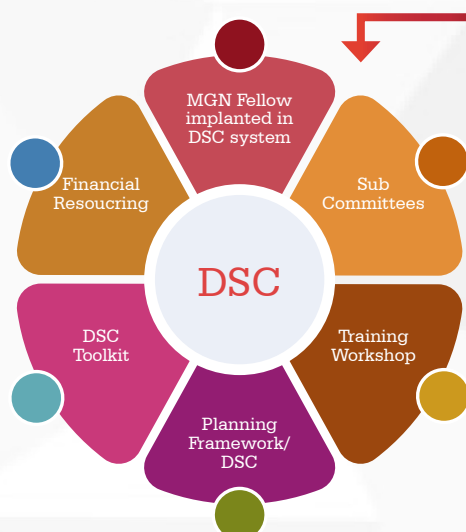 MGN Fellow
implanted in
DSC system
Sub
Committees
Training
Workshop
Planning
Framework/
DSC
DSC
Toolkit
Financial
Resoucring
DSC